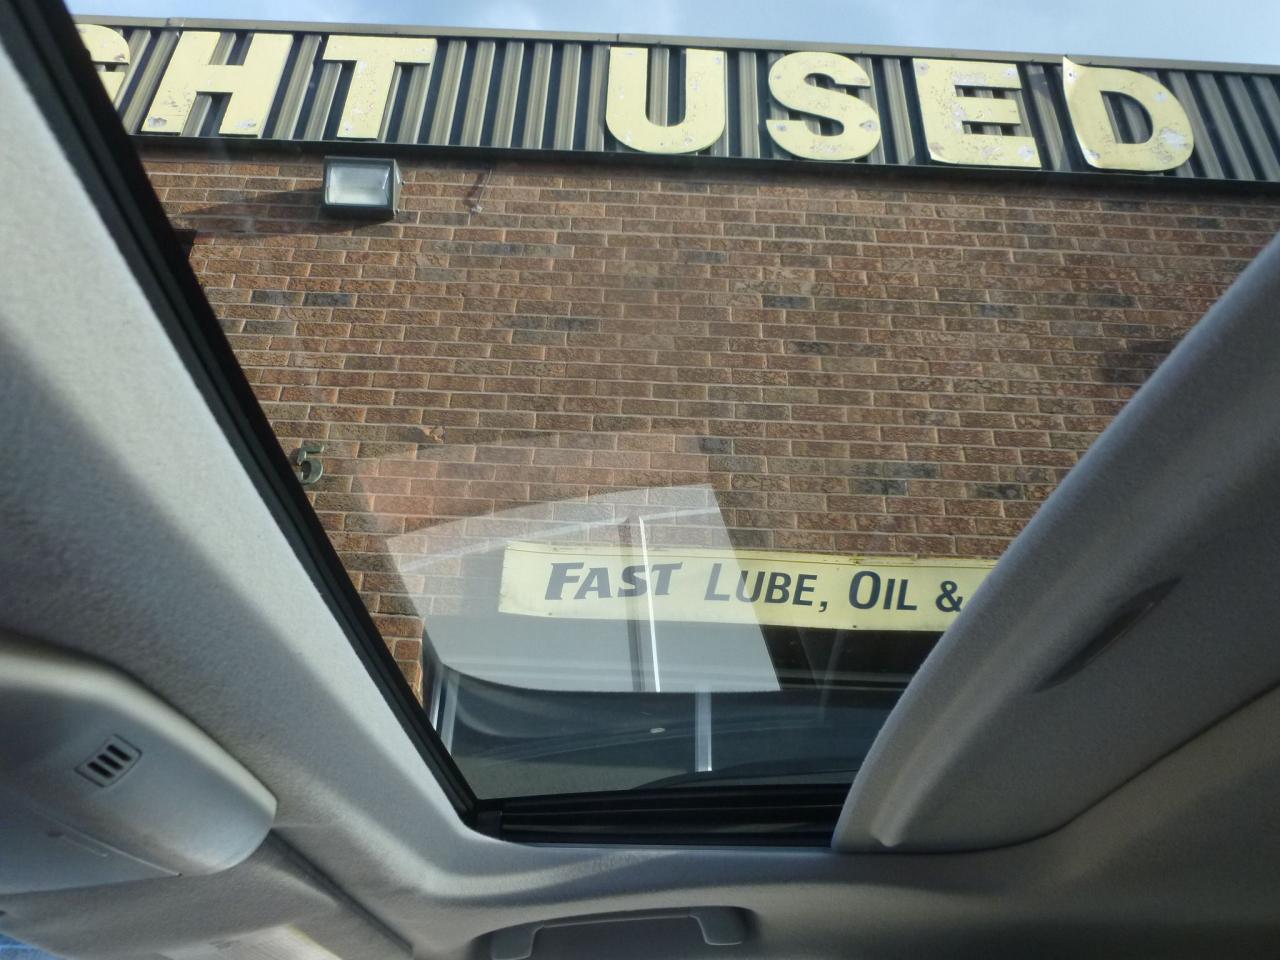 GHT USED
5
FAST LUBE, OIL &